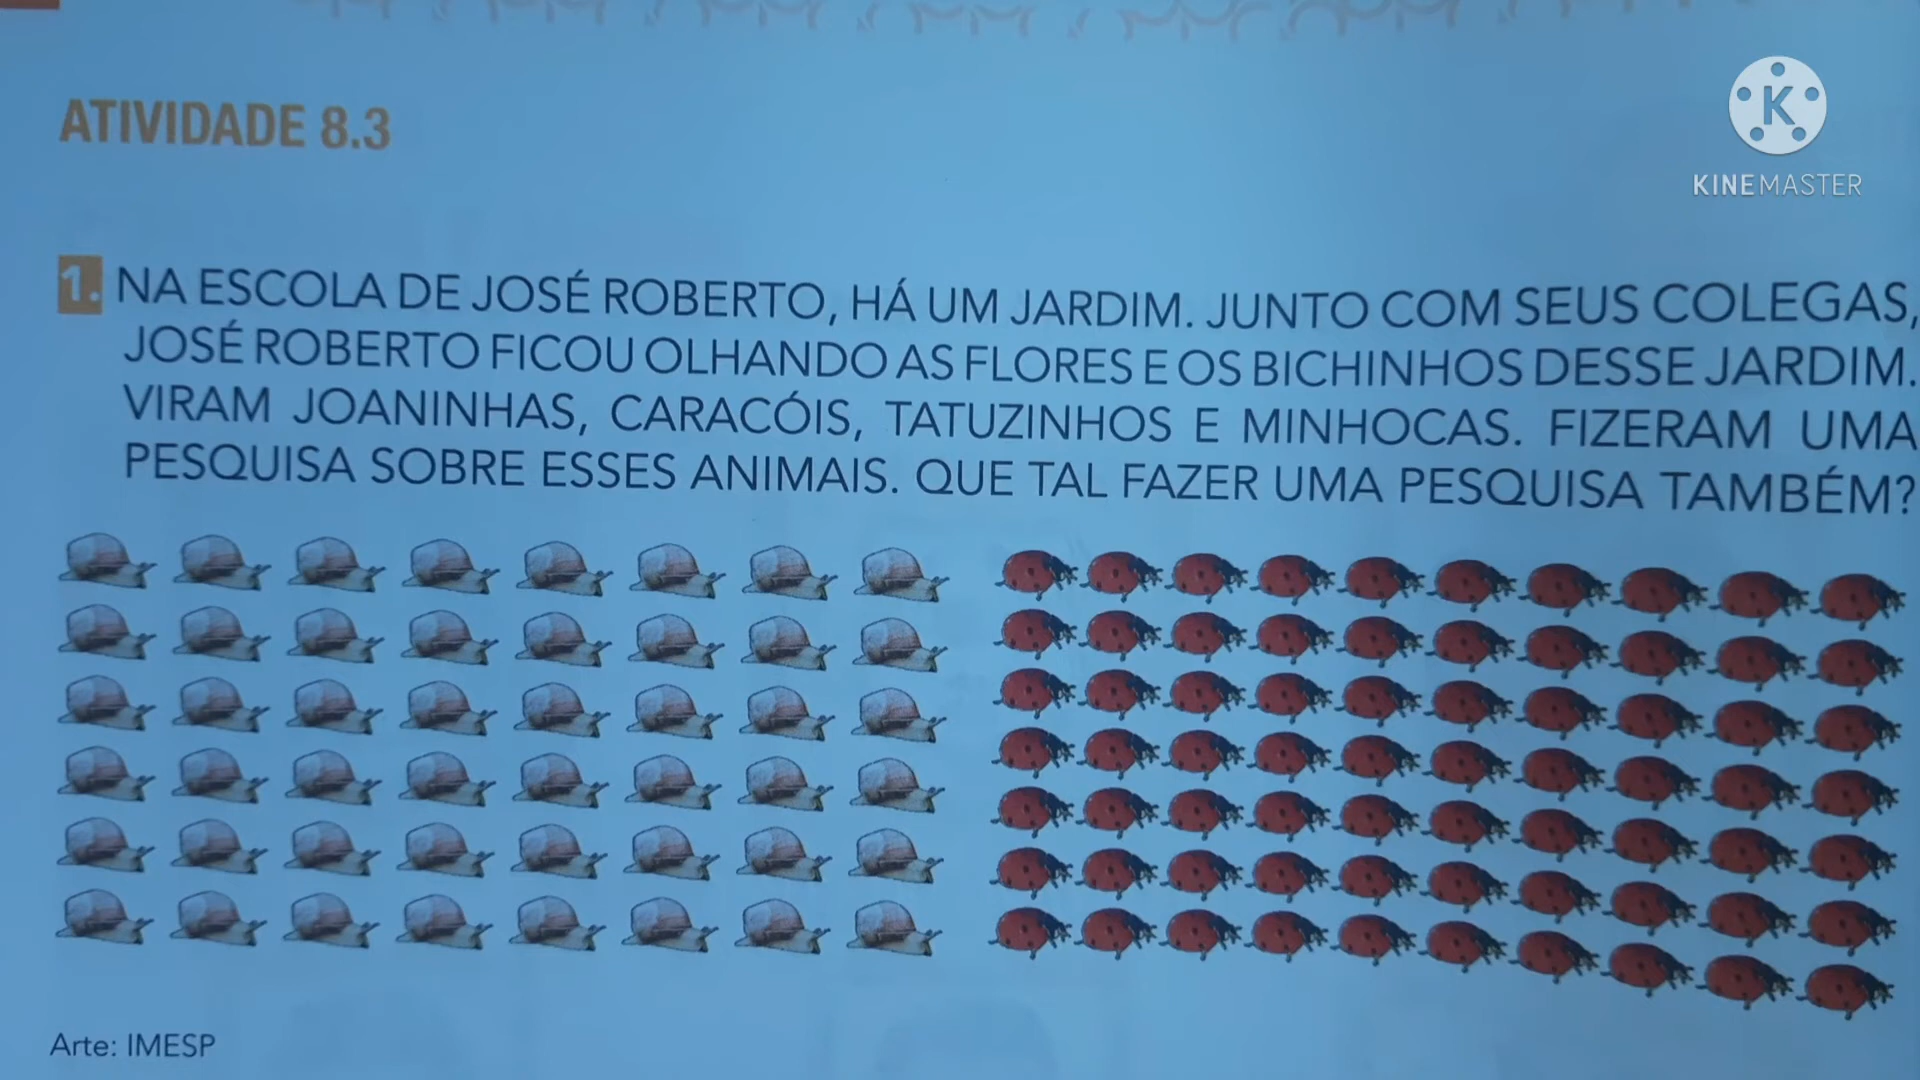 ATIVIDADE 8.3
K
KINEMASTER
1. NA ESCOLA DE JOSÉ ROBERTO, HÁ UM JARDIM. JUNTO COM SEUS COLEGAS,
JOSÉ ROBERTO FICOU OLHANDO AS FLORES E OS BICHINHOS DESSE JARDIM.
VIRAM JOANINHAS, CARACÓIS, TATUZINHOS E MINHOCAS. FIZERAM UMA
PESQUISA SOBRE ESSES ANIMAIS. QUE TAL FAZER UMA PESQUISA TAMBÉM?
Arte: IMESP